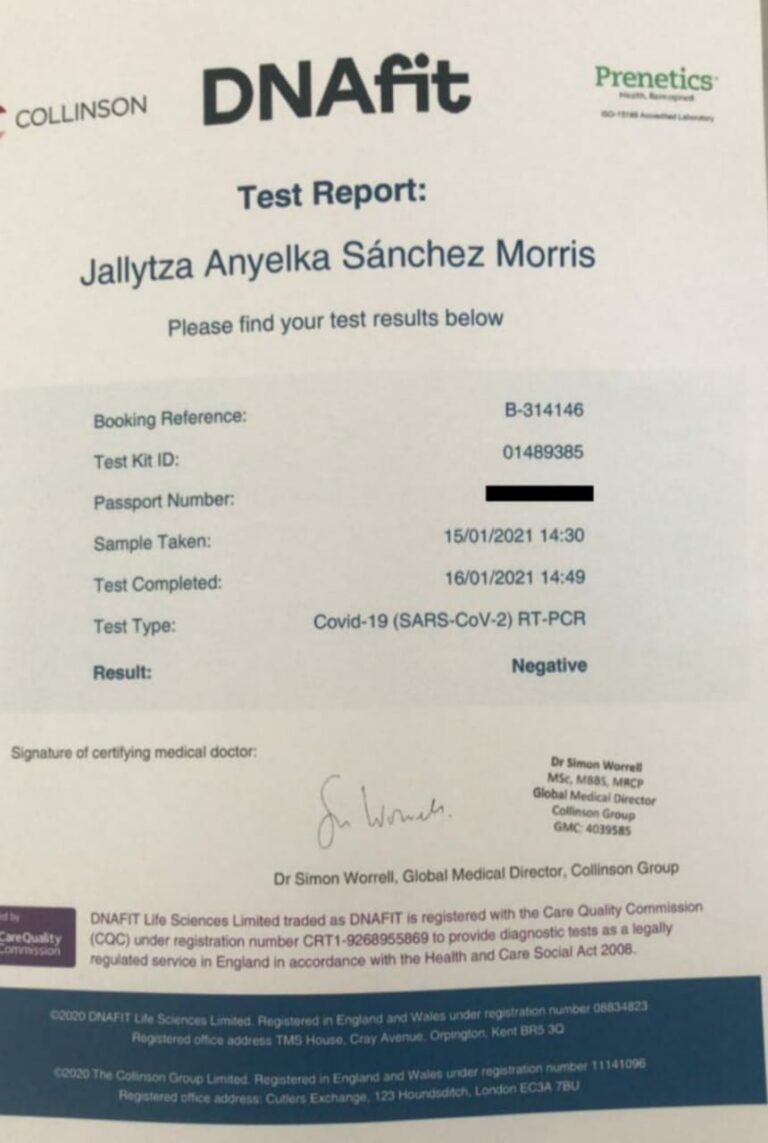 COLLINSON
DNAfit
Prenetics
Health, Reimagined
ISO-15189 Accredited Laboratory
Test Report:
Jallytza Anyelka Sánchez Morris
Please find your test results below
Booking Reference: B-314146
Test Kit ID: 01489385
Passport Number:
Sample Taken: 15/01/2021 14:30
Test Completed: 16/01/2021 14:49
Test Type: Covid-19 (SARS-CoV-2) RT-PCR
Result: Negative
Signature of certifying medical doctor:
Dr Simon Worrell
MSc, MBBS, MRCP
Global Medical Director
Collinson Group
GMC: 4039585
Dr Simon Worrell, Global Medical Director, Collinson Group
by
CareQuality
Commission
DNAFIT Life Sciences Limited traded as DNAFIT is registered with the Care Quality Commission
(CQC) under registration number CRT1-9268955869 to provide diagnostic tests as a legally
regulated service in England in accordance with the Health and Care Social Act 2008.
©2020 DNAFIT Life Sciences Limited. Registered in England and Wales under registration number 08834823
Registered office address TMS House, Cray Avenue, Orpington, Kent BR5 3Q
©2020 The Collinson Group Limited. Registered in England and Wales under registration number 11141096
Registered office address: Cutlers Exchange, 123 Houndsditch, London EC3A 7BU